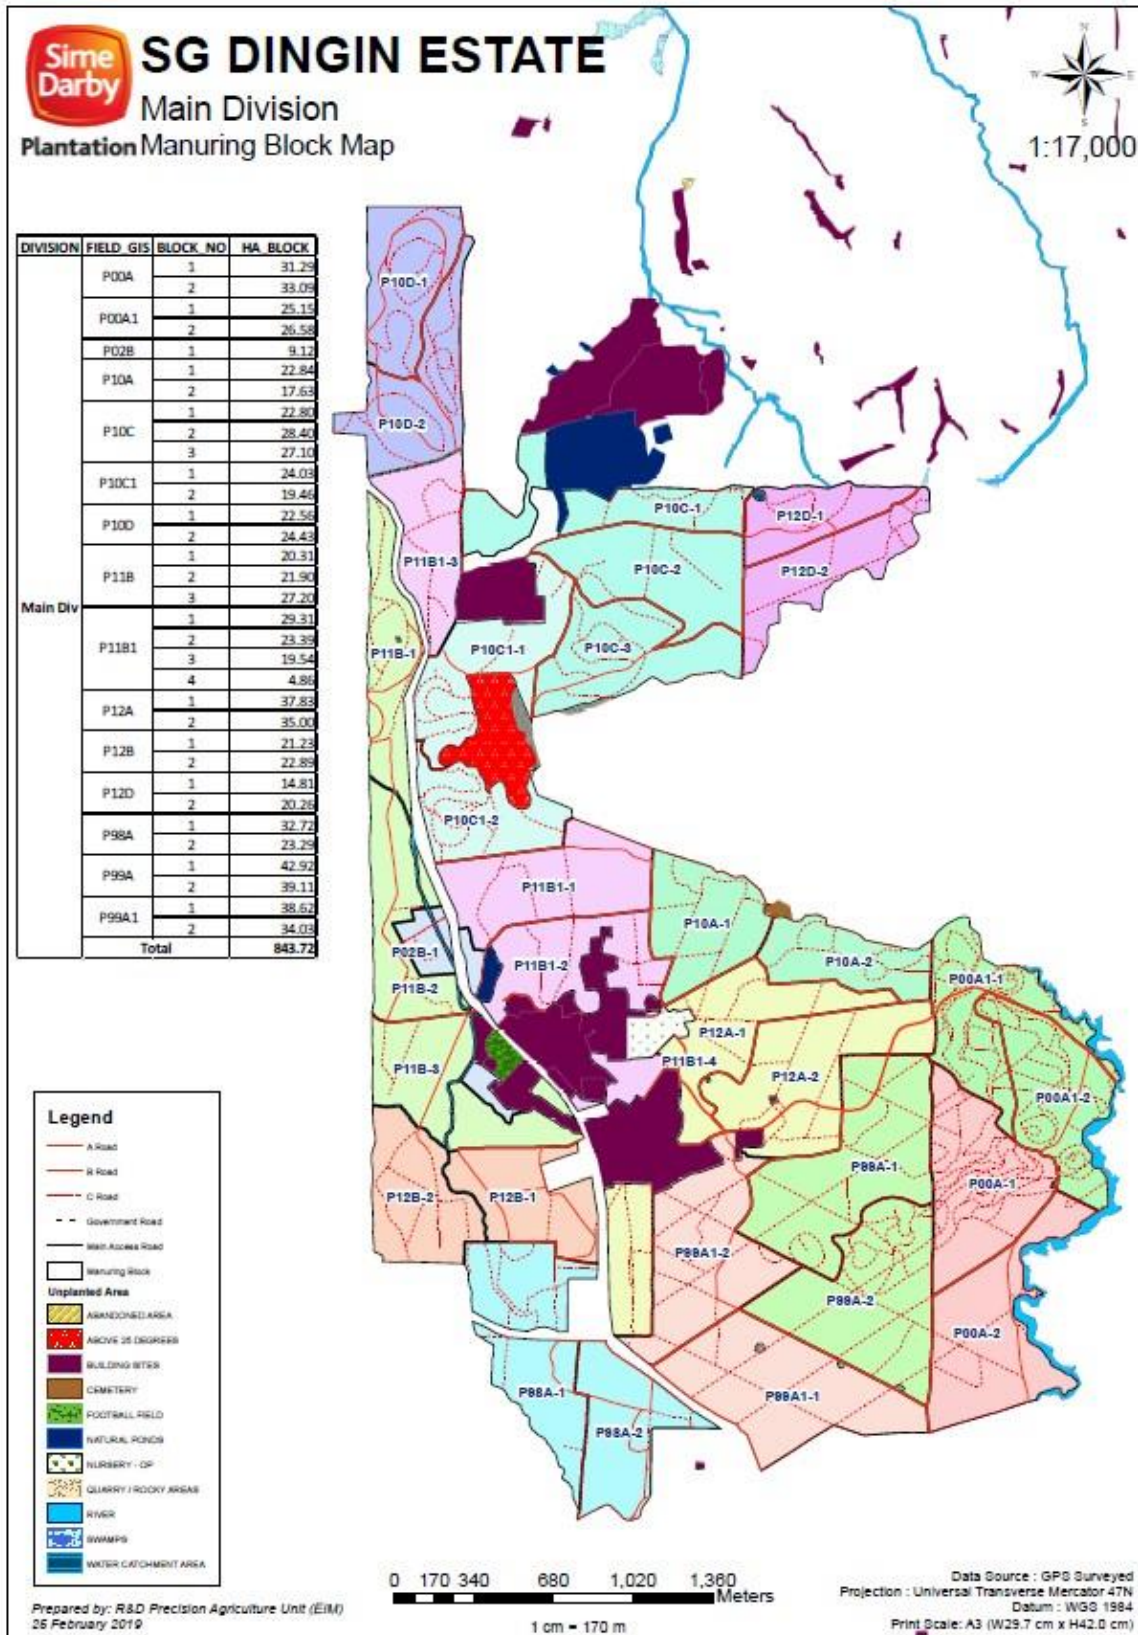 Sime
Darby
Plantation
SG DINGIN ESTATE
Main Division
Manuring Block Map
N
W E
S
1:17,000
DIVISION FIELD_GIS BLOCK_NO HA_BLOCK
Main Div
P00A 1 31.29
2 33.09
P00A1 1 25.15
2 26.58
P02B 1 9.12
P10A 1 22.84
2 17.63
P10C 1 22.80
2 28.40
3 27.10
P10C1 1 24.03
2 19.46
P10D 1 22.56
2 24.43
P11B 1 20.31
2 21.90
3 27.20
P11B1 1 29.31
2 23.39
3 19.54
4 4.86
P12A 1 37.83
2 35.00
P12B 1 21.23
2 22.89
P12D 1 14.81
2 20.26
P98A 1 32.72
2 23.29
P99A 1 42.92
2 39.11
P99A1 1 38.62
2 34.03
Total 843.72
P10D-1
P10D-2
P10C-1
P12D-1
P11B1-3
P10C-2
P12D-2
P11B-1
P10C1-1
P10C-3
P10C1-2
P11B1-1
P10A-1
P02B-1
P11B1-2
P10A-2
P00A1-1
P11B-2
P12A-1
P11B1-4
P11B-3
P12A-2
P00A1-2
P99A-1
P00A-1
P12B-2
P12B-1
P99A1-2
P99A-2
P00A-2
P98A-1
P99A1-1
P98A-2
Legend
A Road
B Road
C Road
Government Road
Main Access Road
Manuring Block
Unplanted Area
ABANDONED AREA
ABOVE 25 DEGREES
BUILDING SITES
CEMETERY
FOOTBALL FIELD
NATURAL PONDS
NURSERY - OP
QUARRY / ROCKY AREAS
RIVER
SWAMPS
WATER CATCHMENT AREA
Prepared by: R&D Precision Agriculture Unit (EIM)
25 February 2019
0 170 340 680 1,020 1,360
Meters
1 cm = 170 m
Data Source : GPS Surveyed
Projection : Universal Transverse Mercator 47N
Datum : WGS 1984
Print Scale: A3 (W29.7 cm x H42.0 cm)